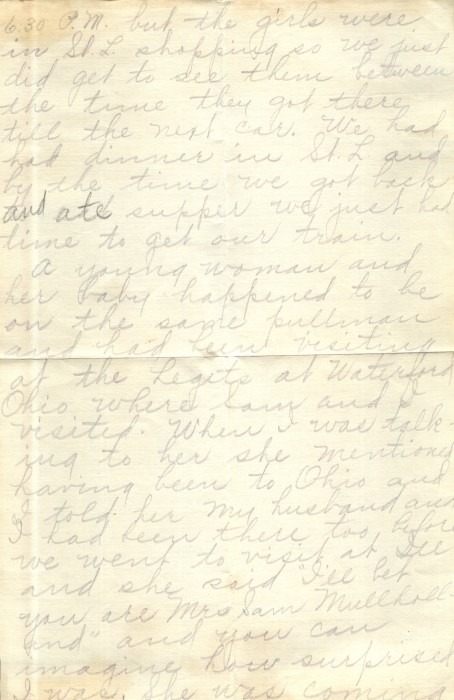 6.30 P.M. but the girls were
in St. L. shopping so we just
did get to see them between
the time they got there
till the next car. We had
had dinner in St. L. and
by the time we got back
and ate supper we just had
time to get our train.
A young woman and
her baby happened to be
on the same pullman
and had been visiting
at the Legits at Waterford
Ohio where Sam and I
visited. When I was talk-
ing to her she mentioned
having been to Ohio and
I told her my husband and
I had been there too before
we went to visit at
and she said "I'll bet
you are Mrs Sam Mullholl-
and" and you can
imagine how surprised
I was. She was coming